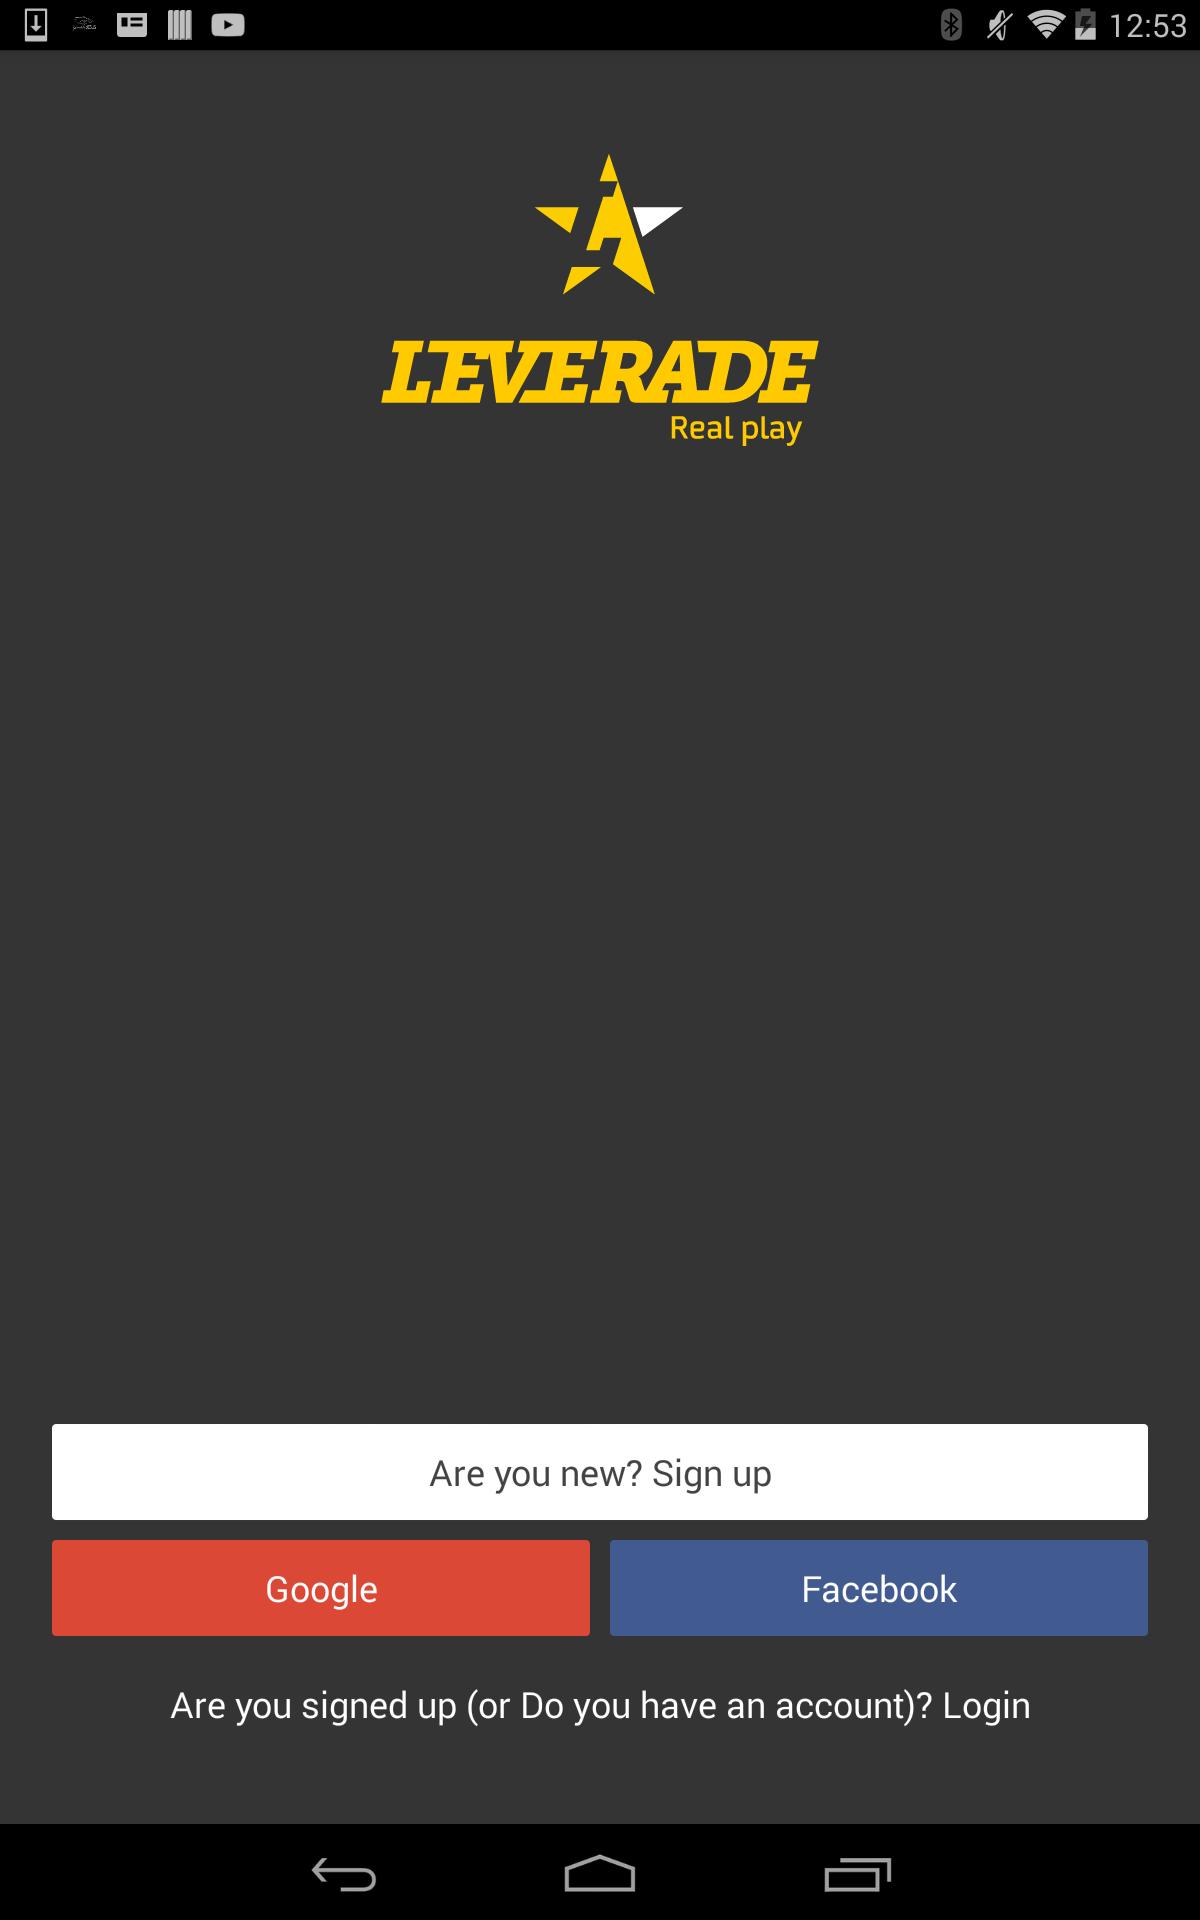 12:53
LEVERADE
Real play
Are you new? Sign up
Google
Facebook
Are you signed up (or Do you have an account)? Login